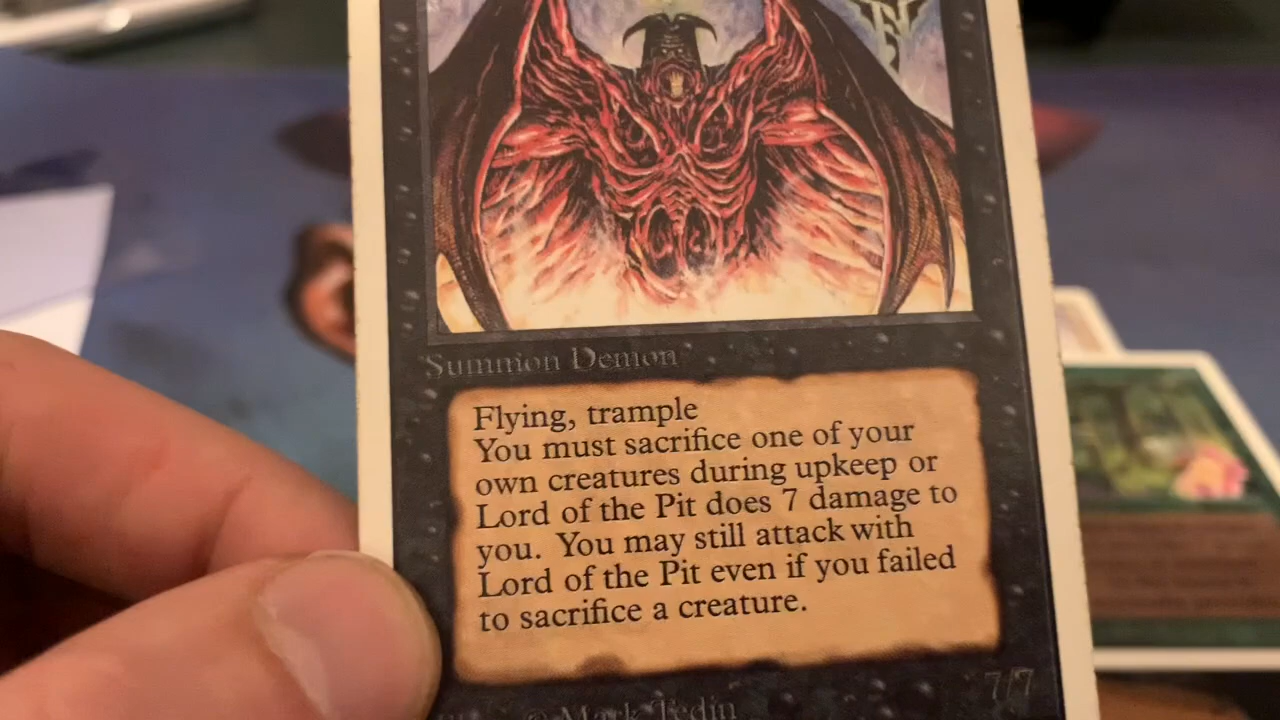 Summon Demon
Flying, trample
You must sacrifice one of your
own creatures during upkeep or
Lord of the Pit does 7 damage to
you. You may still attack with
Lord of the Pit even if you failed
to sacrifice a creature.
7/7
© Mark Tedin